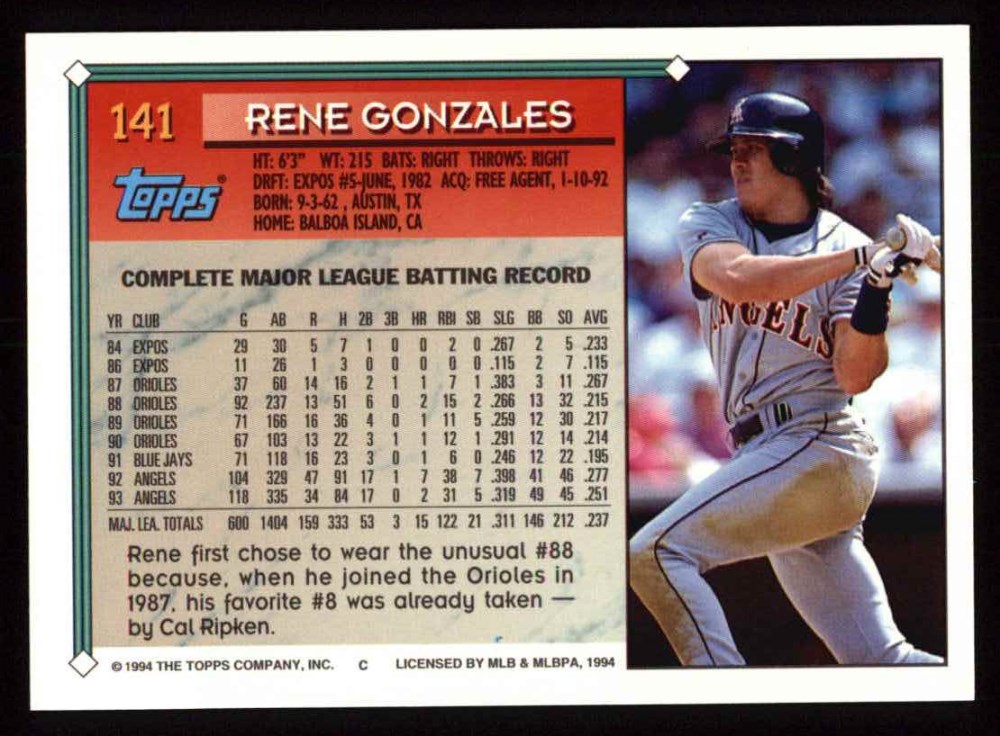 141 RENE GONZALES
Topps®
HT: 6'3" WT: 215 BATS: RIGHT THROWS: RIGHT
DRFT: EXPOS #5-JUNE, 1982 ACQ: FREE AGENT, 1-10-92
BORN: 9-3-62 , AUSTIN, TX
HOME: BALBOA ISLAND, CA
COMPLETE MAJOR LEAGUE BATTING RECORD
YR CLUB G AB R H 2B 3B HR RBI SB SLG BB SO AVG
84 EXPOS 29 30 5 7 1 0 0 2 0 .267 2 5 .233
86 EXPOS 11 26 1 3 0 0 0 0 0 .115 2 7 .115
87 ORIOLES 37 60 14 16 2 1 1 7 1 .383 3 11 .267
88 ORIOLES 92 237 13 51 6 0 2 15 2 .266 13 32 .215
89 ORIOLES 71 166 16 36 4 0 1 11 5 .259 12 30 .217
90 ORIOLES 67 103 13 22 3 1 1 12 1 .291 12 14 .214
91 BLUE JAYS 71 118 16 23 3 0 1 6 0 .246 12 22 .195
92 ANGELS 104 329 47 91 17 1 7 38 7 .398 41 46 .277
93 ANGELS 118 335 34 84 17 0 2 31 5 .319 49 45 .251
MAJ. LEA. TOTALS 600 1404 159 333 53 3 15 122 21 .311 146 212 .237
Rene first chose to wear the unusual #88
because, when he joined the Orioles in
1987, his favorite #8 was already taken —
by Cal Ripken.
© 1994 THE TOPPS COMPANY, INC. C LICENSED BY MLB & MLBPA, 1994
ANGELS